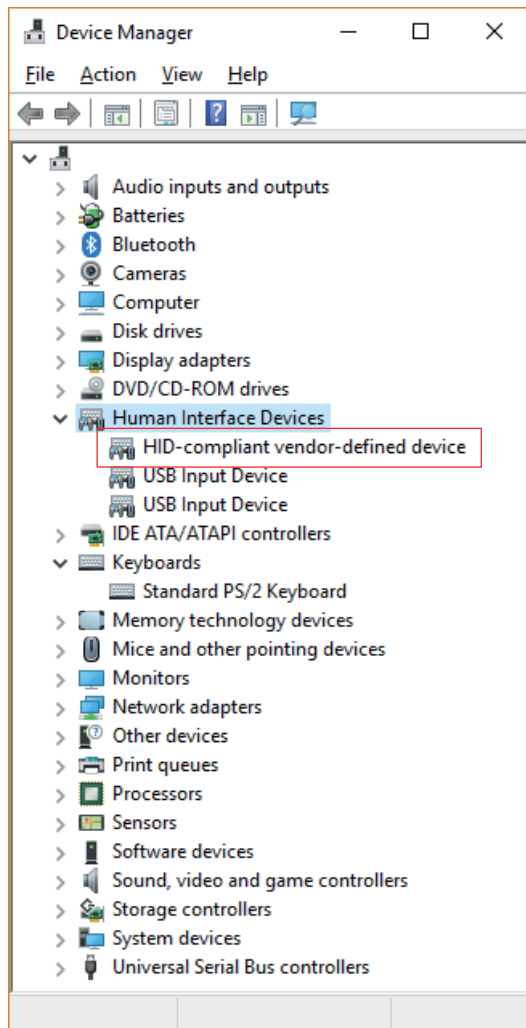 Device Manager
File Action View Help
Audio inputs and outputs
Batteries
Bluetooth
Cameras
Computer
Disk drives
Display adapters
DVD/CD-ROM drives
Human Interface Devices
HID-compliant vendor-defined device
USB Input Device
USB Input Device
IDE ATA/ATAPI controllers
Keyboards
Standard PS/2 Keyboard
Memory technology devices
Mice and other pointing devices
Monitors
Network adapters
Other devices
Print queues
Processors
Sensors
Software devices
Sound, video and game controllers
Storage controllers
System devices
Universal Serial Bus controllers